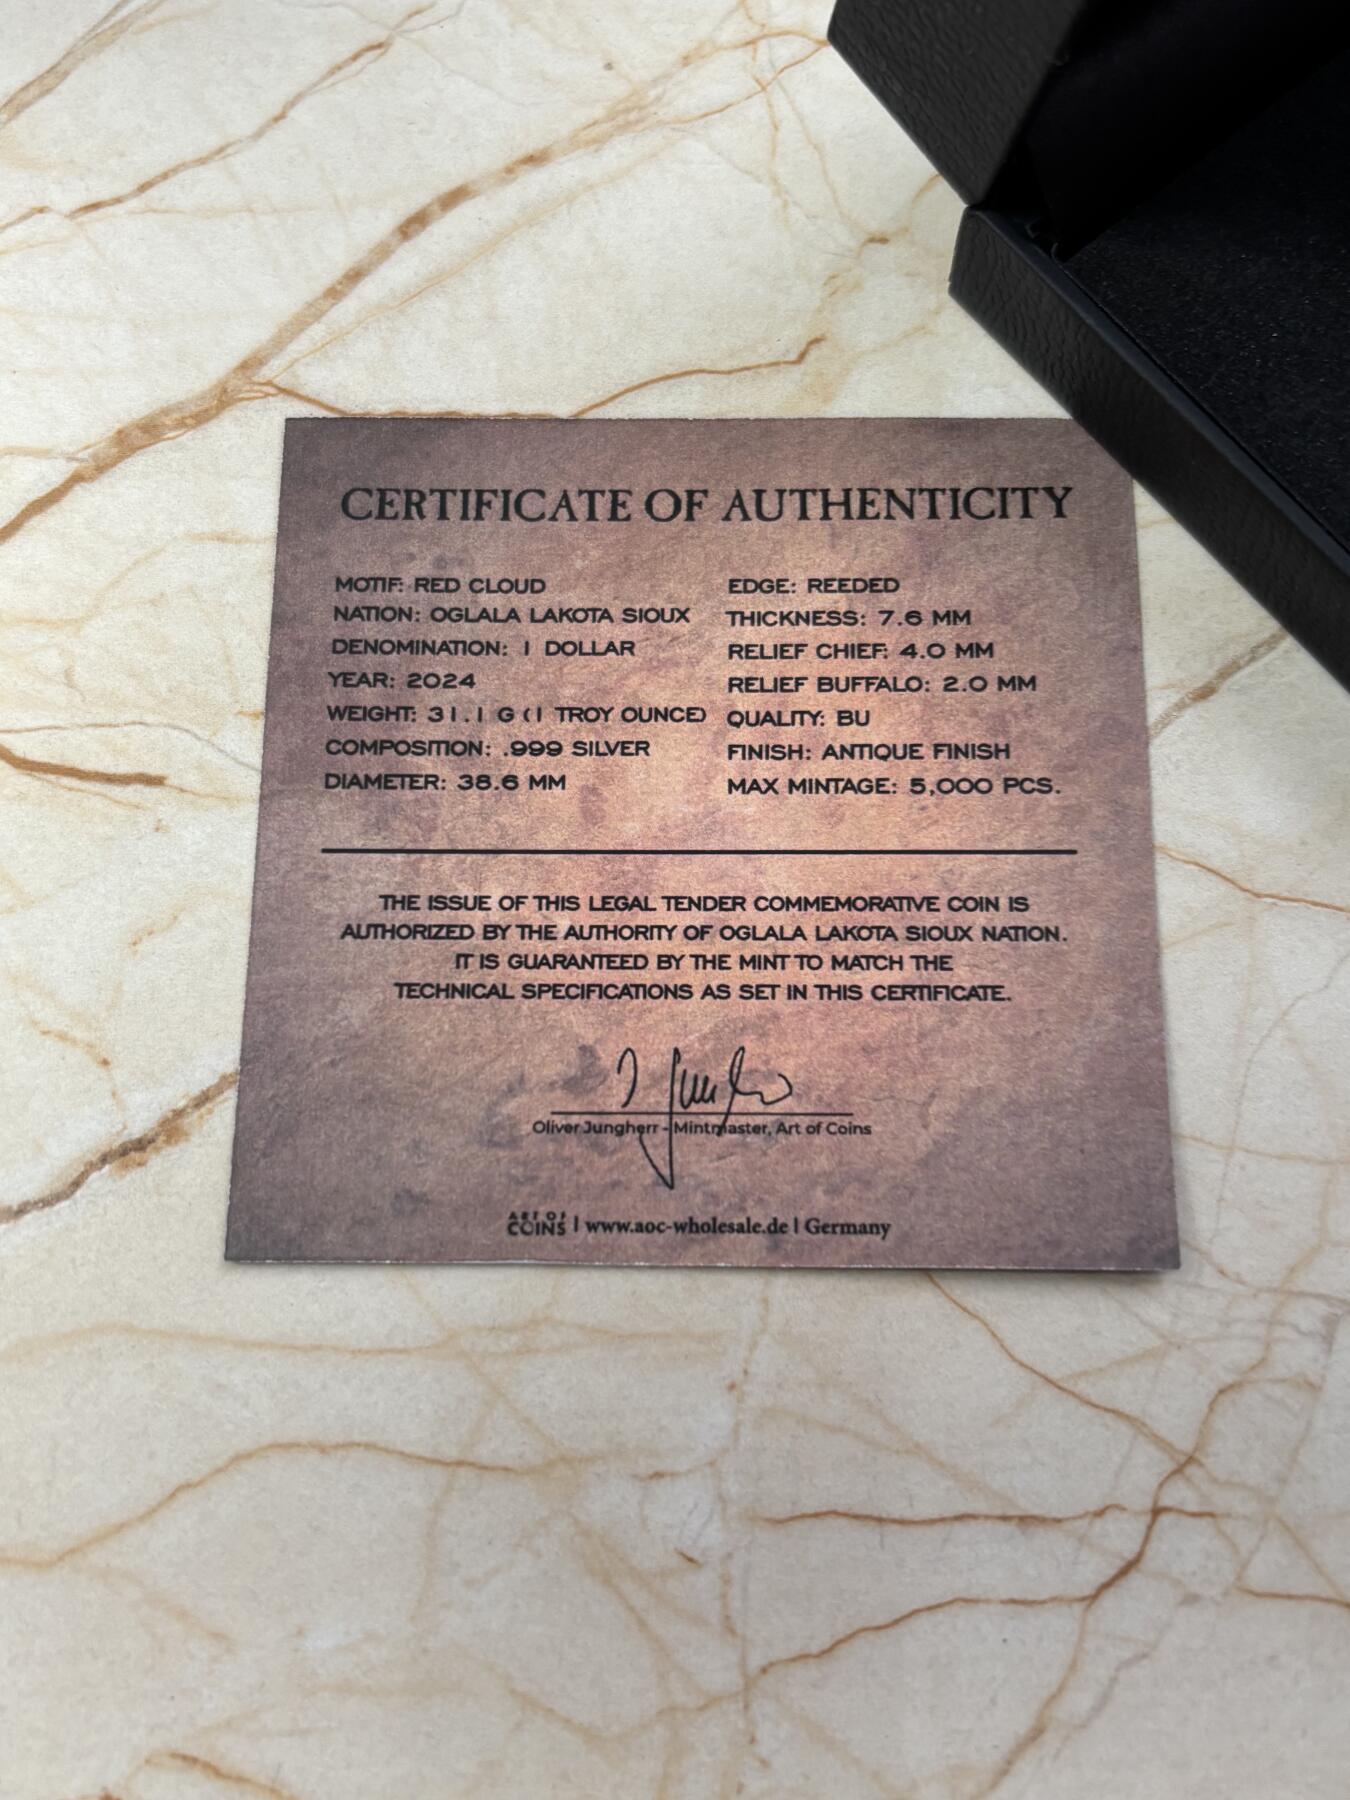 CERTIFICATE OF AUTHENTICITY
MOTIF: RED CLOUD
NATION: OGLALA LAKOTA SIOUX
DENOMINATION: 1 DOLLAR
YEAR: 2024
WEIGHT: 31.1 G (1 TROY OUNCE)
COMPOSITION: .999 SILVER
DIAMETER: 38.6 MM
EDGE: REEDED
THICKNESS: 7.6 MM
RELIEF CHIEF: 4.0 MM
RELIEF BUFFALO: 2.0 MM
QUALITY: BU
FINISH: ANTIQUE FINISH
MAX MINTAGE: 5,000 PCS.
THE ISSUE OF THIS LEGAL TENDER COMMEMORATIVE COIN IS
AUTHORIZED BY THE AUTHORITY OF OGLALA LAKOTA SIOUX NATION.
IT IS GUARANTEED BY THE MINT TO MATCH THE
TECHNICAL SPECIFICATIONS AS SET IN THIS CERTIFICATE.
Oliver Jungherr - Mintmaster, Art of Coins
ART OF
COINS | www.aoc-wholesale.de | Germany